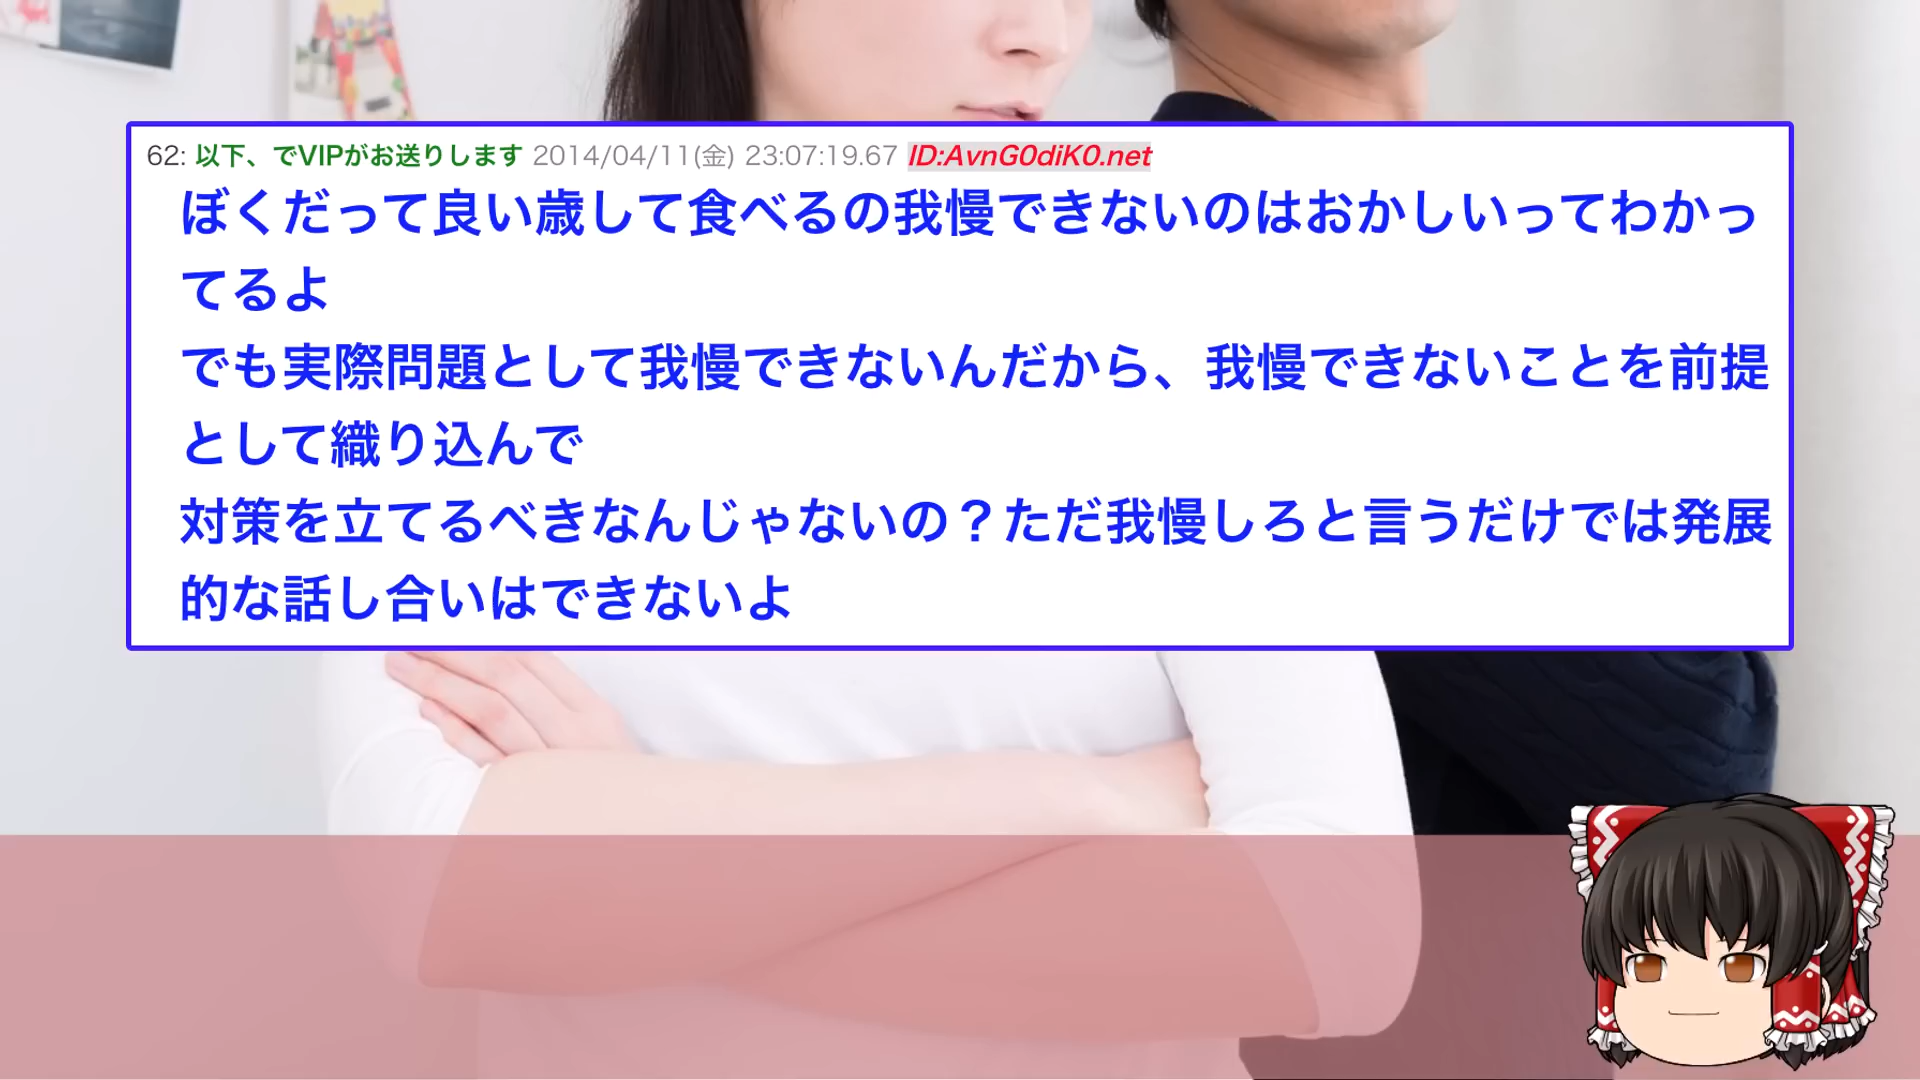 62: 以下、でVIPがお送りします 2014/04/11(金) 23:07:19.67 ID:AvnG0diK0.net
ぼくだって良い歳して食べるの我慢できないのはおかしいってわかっ
てるよ
でも実際問題として我慢できないんだから、我慢できないことを前提
として織り込んで
対策を立てるべきなんじゃないの？ただ我慢しろと言うだけでは発展
的な話し合いはできないよ